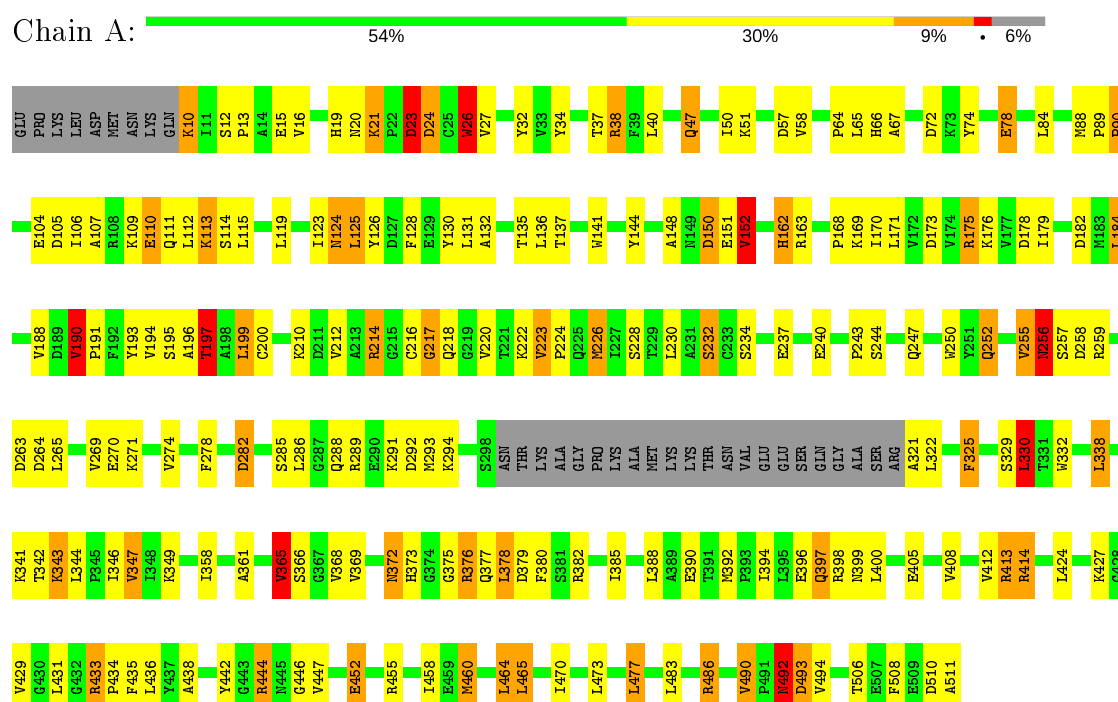 Chain A:
54% 30% 9% • 6%
GLU PRO LYS LEU ASP MET ASN LYS GLN K10 I11 S12 P13 A14 E15 V16 H19 N20 K21 P22 D23 D24 C25 W26 V27 Y32 V33 Y34 T37 R38 F39 L40 Q47 I50 K51 D57 V58 P64 L65 H66 A67 D72 K73 Y74 E78 L84 M88 P89 R90
E104 D105 I106 A107 R108 K109 E110 Q111 L112 K113 S114 L115 L119 I123 N124 L125 Y126 D127 F128 E129 Y130 L131 A132 T135 L136 T137 W141 Y144 A148 N149 D150 E151 V152 H162 R163 P168 K169 I170 L171 V172 D173 V174 R175 K176 V177 D178 I179 D182 M183 L184
V188 D189 V190 P191 F192 Y193 V194 S195 A196 T197 A198 L199 C200 K210 D211 V212 A213 R214 G215 C216 G217 Q218 G219 V220 T221 K222 V223 P224 Q225 M226 I227 S228 T229 L230 A231 S232 C233 S234 E237 E240 P243 S244 Q247 W250 Y251 Q252 V255 N256 S257 D258 R259
D263 D264 L265 V269 E270 K271 V274 F278 D282 S285 L286 G287 Q288 R289 E290 K291 D292 M293 K294 S298 ASN THR LYS ALA GLY PRO LYS ALA MET LYS LYS THR ASN VAL GLU GLU SER GLN GLY ALA SER ARG A321 L322 F325 S329 L330 T331 W332 L338
K341 T342 K343 L344 P345 I346 V347 I348 K349 I358 A361 V365 S366 G367 V368 V369 N372 H373 G374 G375 R376 Q377 L378 D379 F380 S381 R382 I385 L388 A389 E390 T391 M392 P393 I394 L395 E396 Q397 R398 N399 L400 E405 V408 V412 R413 R414 L424 K427 G428
V429 G430 L431 G432 R433 P434 F435 L436 Y437 A438 Y442 G443 R444 N445 G446 V447 E452 R455 I458 E459 M460 L464 L465 I470 L473 L477 L483 R486 V490 P491 N492 D493 V494 T506 E507 F508 E509 D510 A511